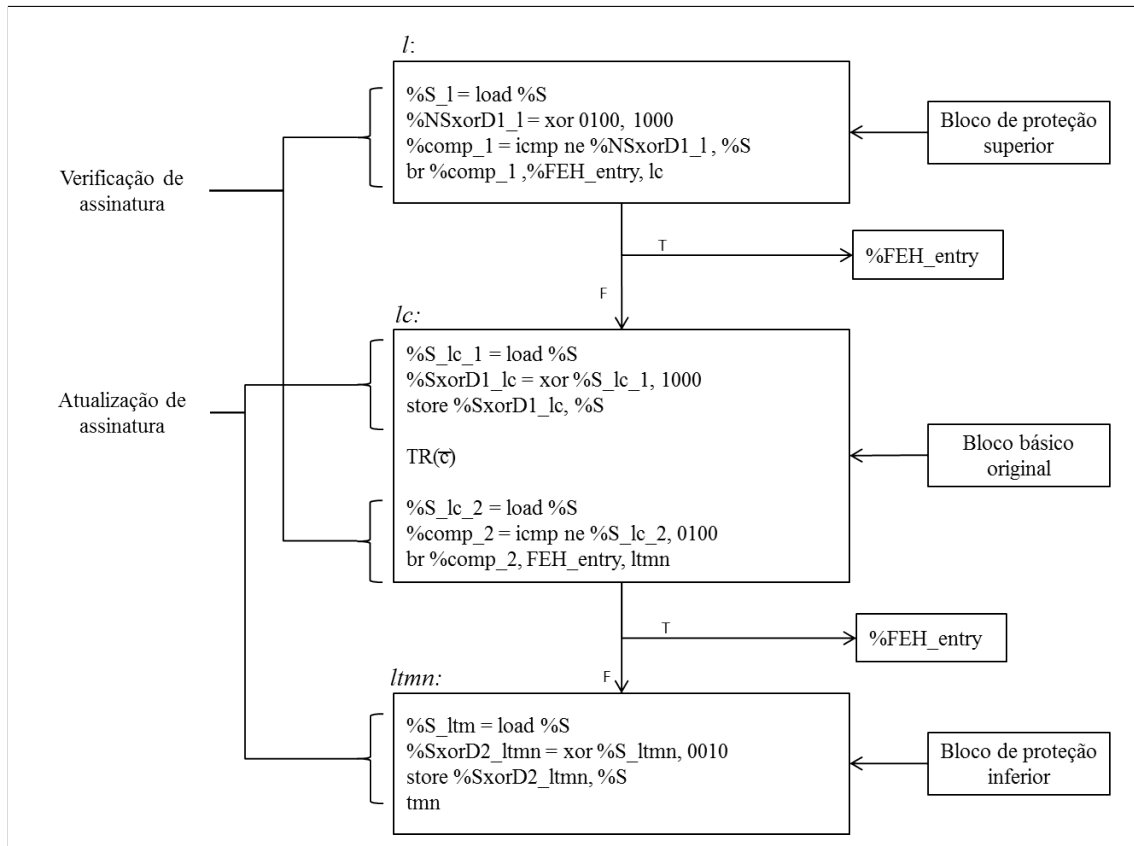 l:
%S_l = load %S
%NSxorD1_l = xor 0100, 1000
%comp_1 = icmp ne %NSxorD1_l , %S
br %comp_1 ,%FEH_entry, lc
Bloco de proteção
superior
Verificação de
assinatura
T
%FEH_entry
F
lc:
%S_lc_1 = load %S
%SxorD1_lc = xor %S_lc_1, 1000
store %SxorD1_lc, %S
TR(c̅)
%S_lc_2 = load %S
%comp_2 = icmp ne %S_lc_2, 0100
br %comp_2, FEH_entry, ltmn
Atualização de
assinatura
Bloco básico
original
T
%FEH_entry
F
ltmn:
%S_ltm = load %S
%SxorD2_ltmn = xor %S_ltmn, 0010
store %SxorD2_ltmn, %S
tmn
Bloco de proteção
inferior